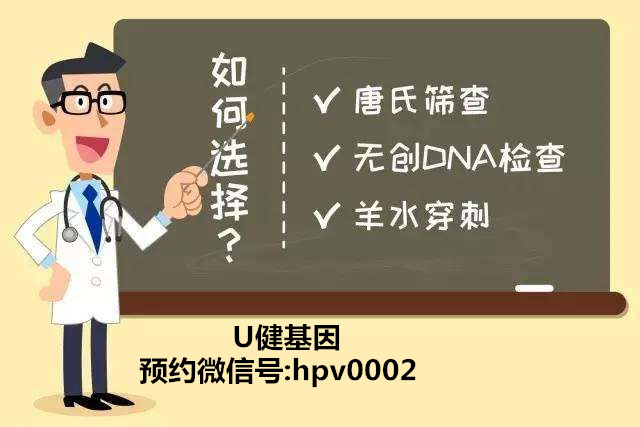 如何选择？
✓ 唐氏筛查
✓ 无创DNA检查
✓ 羊水穿刺
U健基因
预约微信号:hpv0002